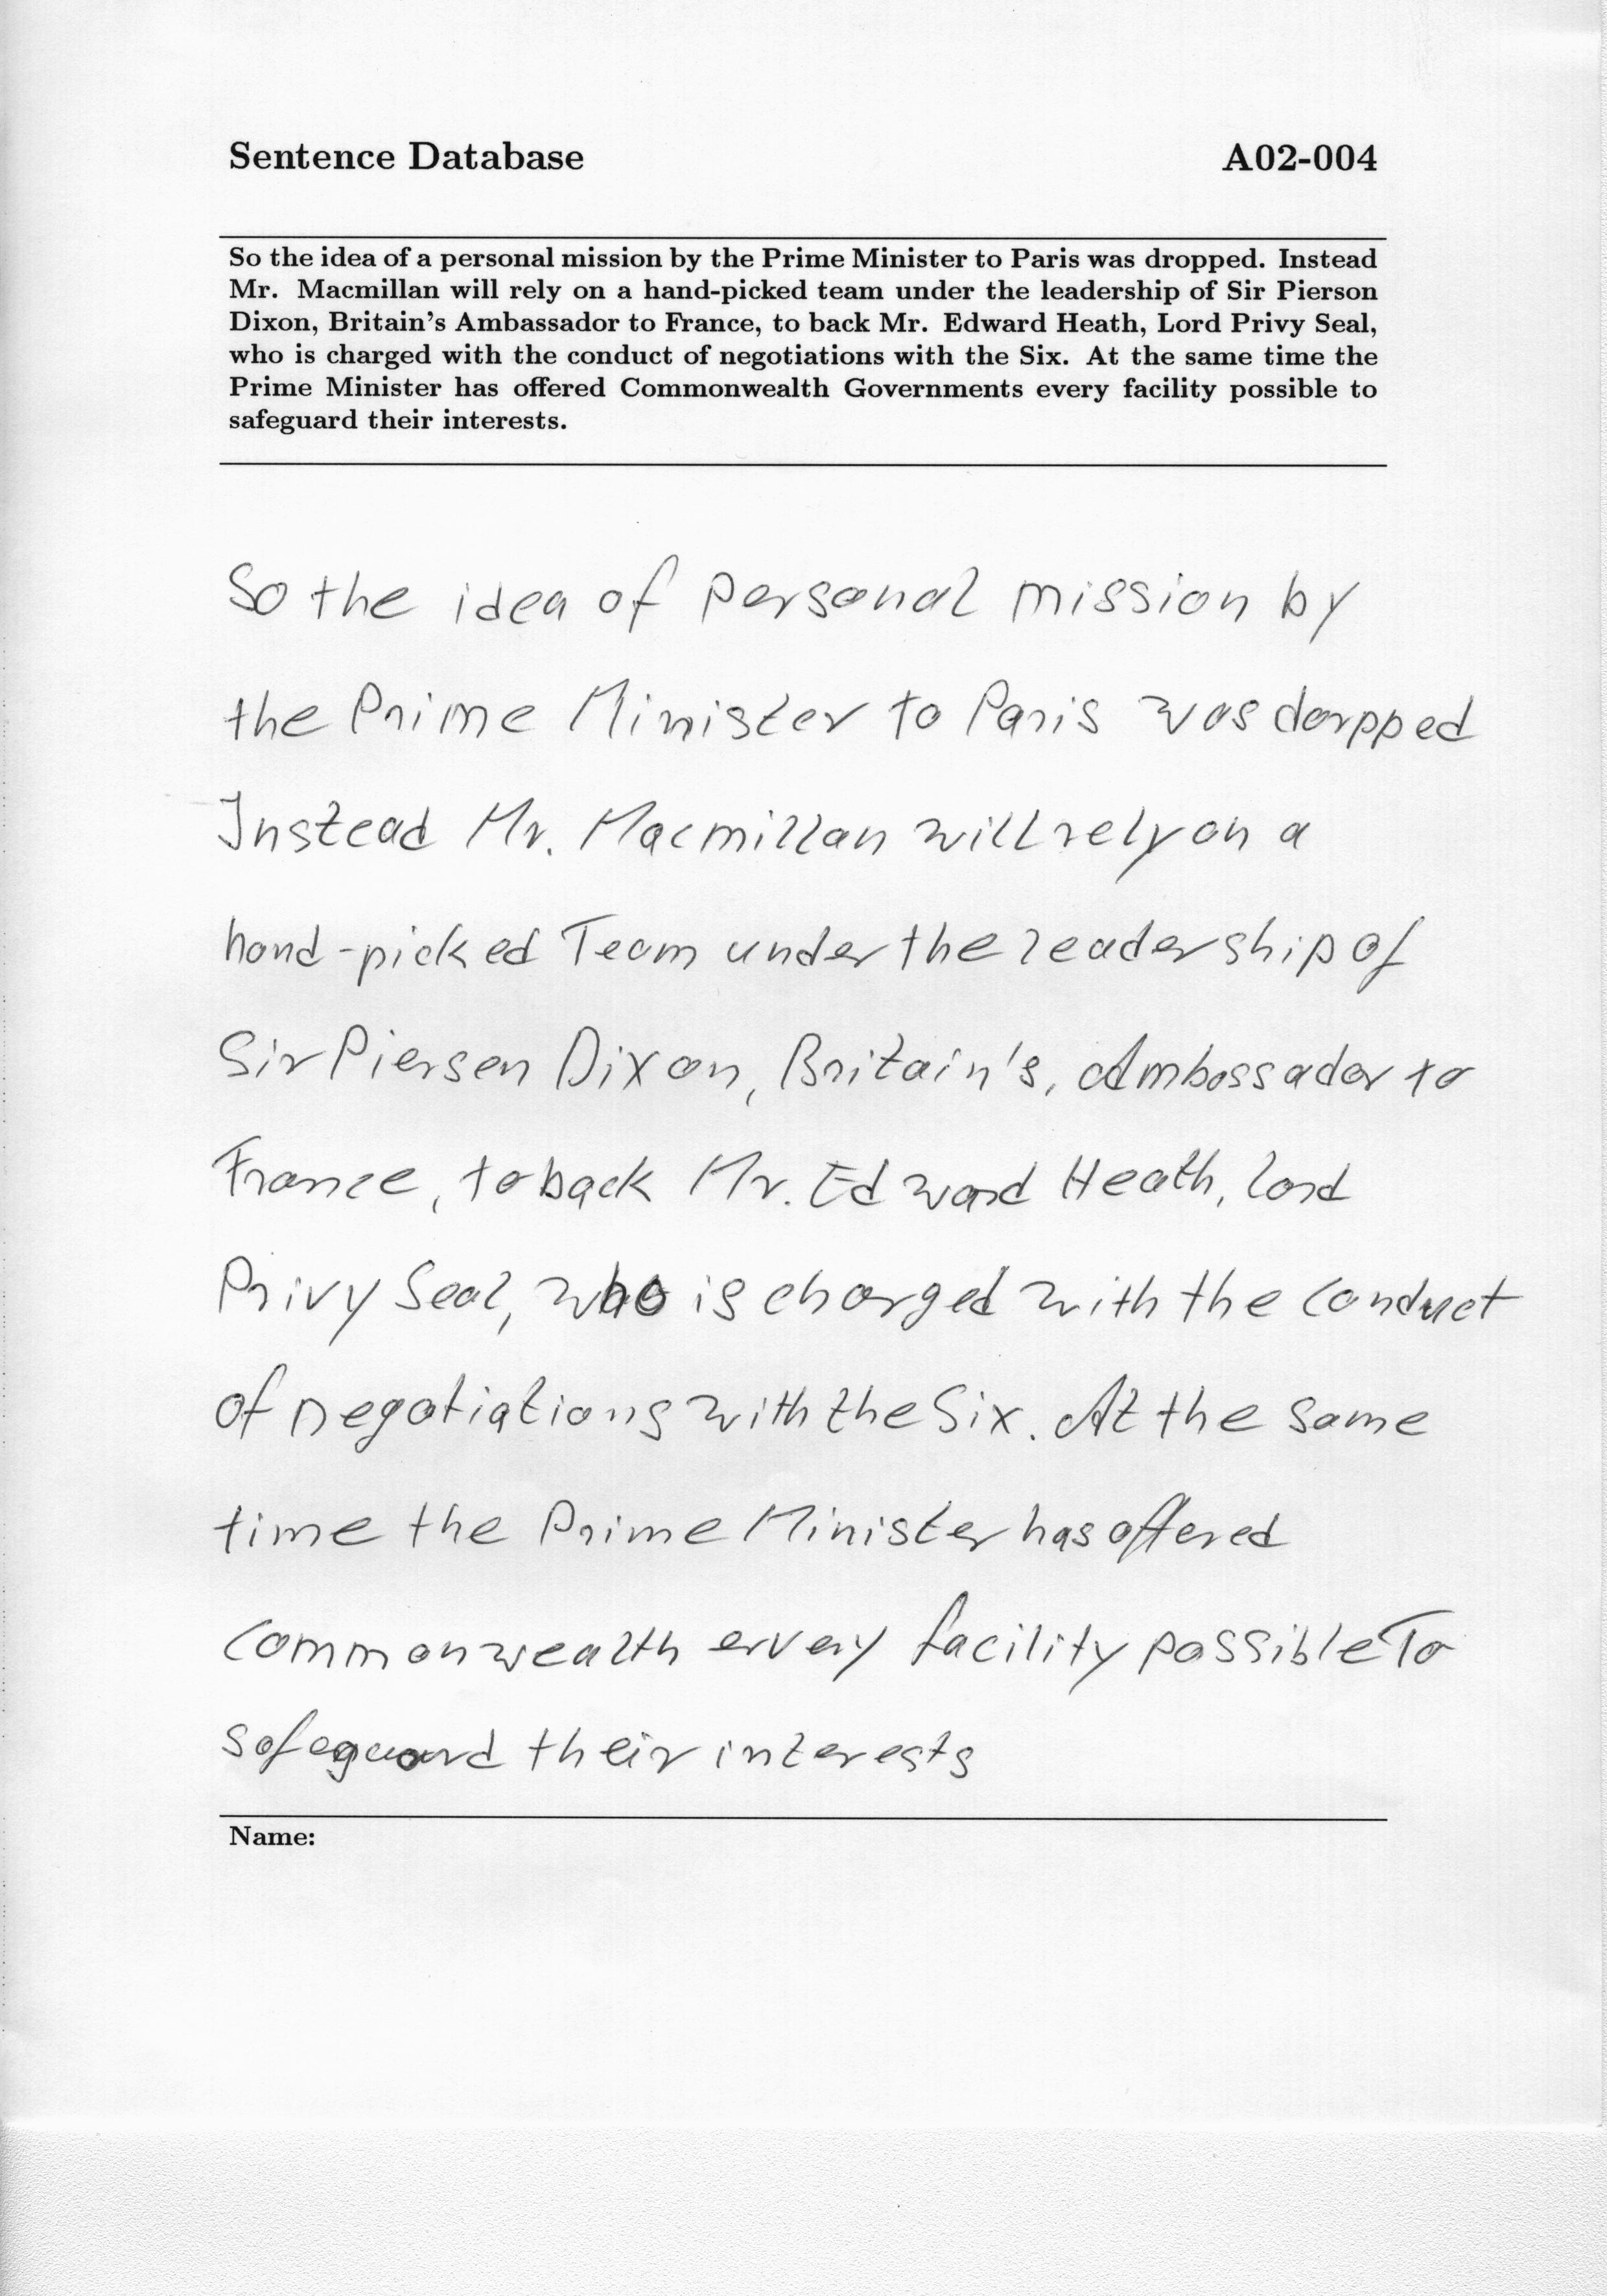 Sentence Database A02-004
So the idea of a personal mission by the Prime Minister to Paris was dropped. Instead
Mr. Macmillan will rely on a hand-picked team under the leadership of Sir Pierson
Dixon, Britain's Ambassador to France, to back Mr. Edward Heath, Lord Privy Seal,
who is charged with the conduct of negotiations with the Six. At the same time the
Prime Minister has offered Commonwealth Governments every facility possible to
safeguard their interests.
So the idea of personal mission by
the Prime Minister to Paris was dorpped
Instead Mr. Macmillan will rely on a
hand-picked Team under the leadership of
Sir Piersen Dixon, Britain's, Ambassador to
France, to back Mr. Edward Heath, lord
Privy Seal, who is charged with the conduct
of negotiations with the Six. At the same
time the Prime Minister has offered
Commonwealth ervery facility possible To
safeguard their interests
Name: